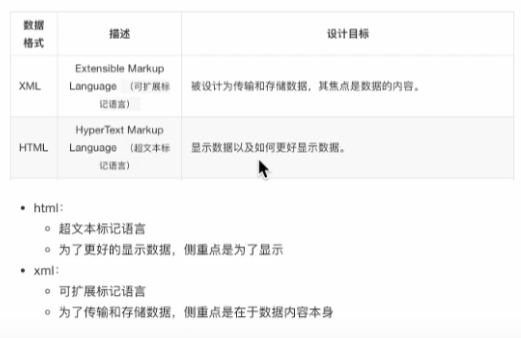 数据
格式
描述
设计目标
XML
Extensible Markup
Language （可扩展标
记语言）
被设计为传输和存储数据，其焦点是数据的内容。
HTML
HyperText Markup
Language （超文本标
记语言）
显示数据以及如何更好显示数据。
• html：
◦ 超文本标记语言
◦ 为了更好的显示数据，侧重点是为了显示
• xml：
◦ 可扩展标记语言
◦ 为了传输和存储数据，侧重点是在于数据内容本身